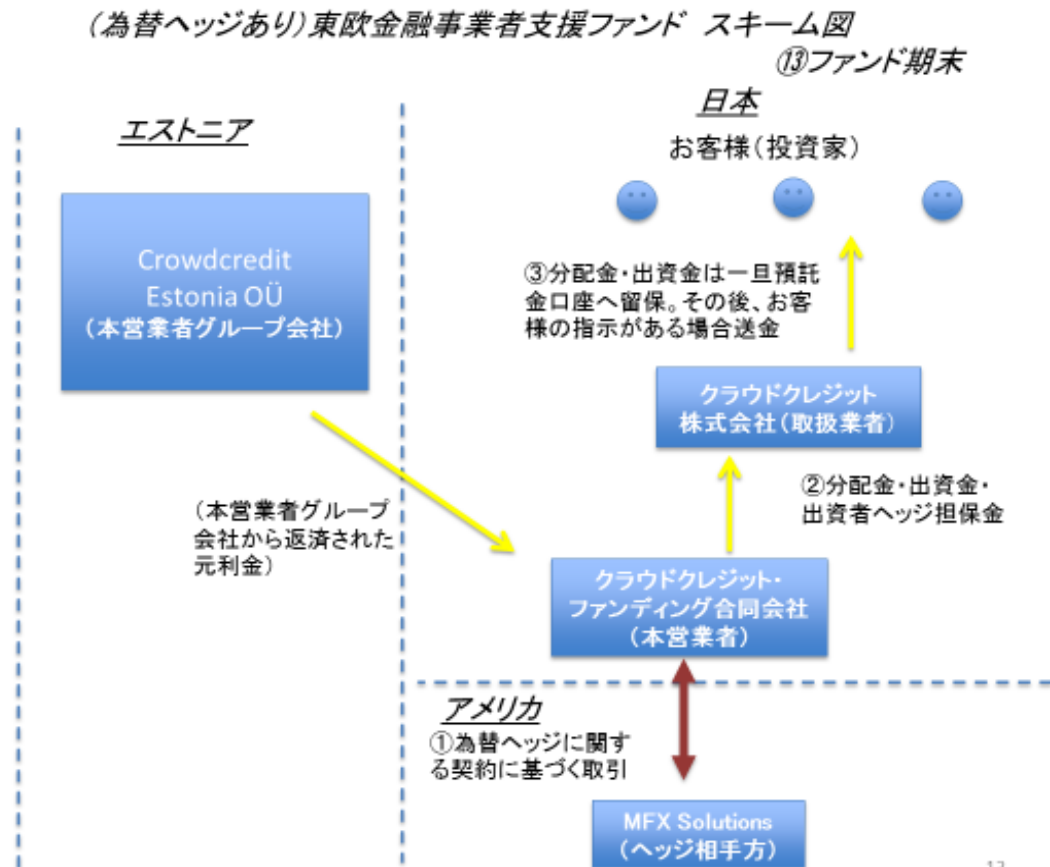 (為替ヘッジあり)東欧金融事業者支援ファンド スキーム図
⑬ファンド期末
エストニア
日本
お客様(投資家)
Crowdcredit
Estonia OÜ
(本営業者グループ会社)
③分配金・出資金は一旦預託
金口座へ留保。その後、お客
様の指示がある場合送金
クラウドクレジット
株式会社(取扱業者)
②分配金・出資金・
出資者ヘッジ担保金
(本営業者グループ
会社から返済された
元利金)
クラウドクレジット・
ファンディング合同会社
(本営業者)
アメリカ
①為替ヘッジに関す
る契約に基づく取引
MFX Solutions
(ヘッジ相手方)